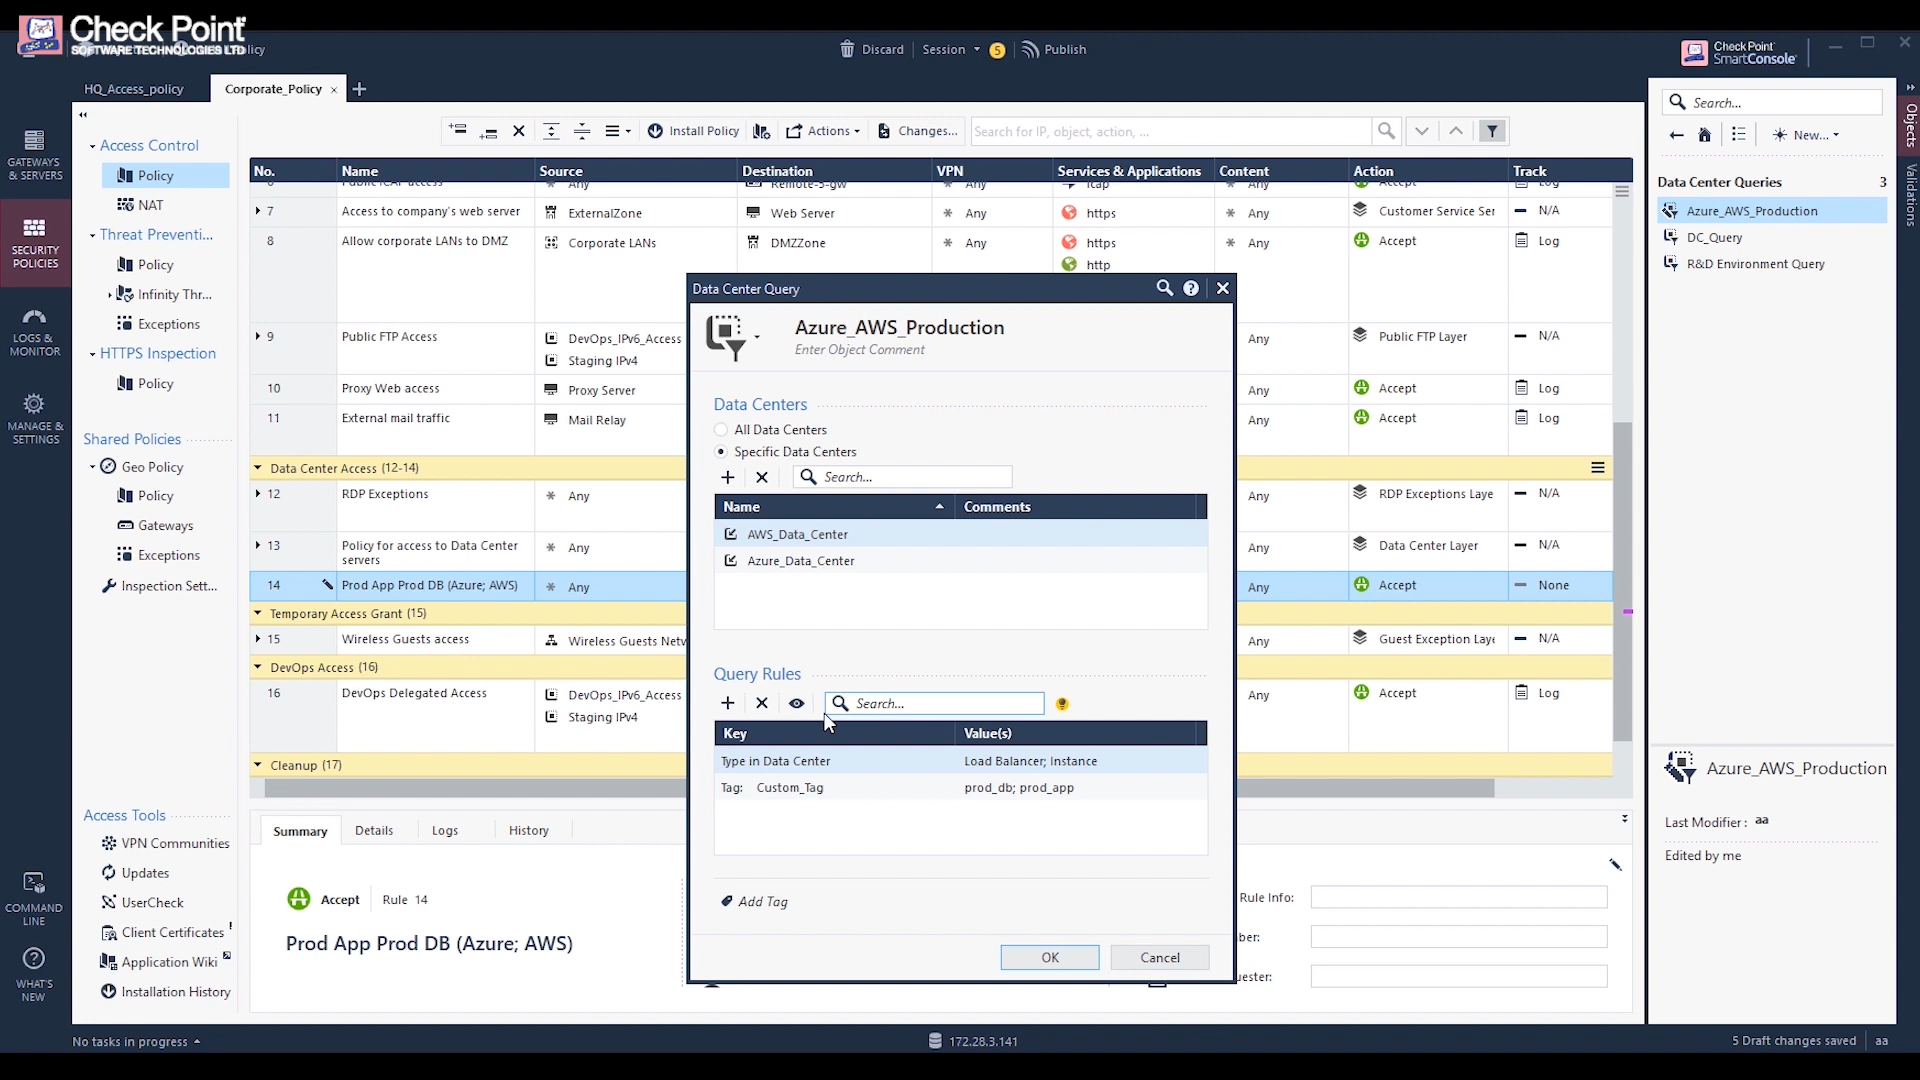 Check Point
SOFTWARE TECHNOLOGIES LTD
Discard
Session
5
Publish
Check Point
SmartConsole
HQ_Access_policy
Corporate_Policy
Install Policy
Actions
Changes...
Search for IP, object, action, ...
Search...
New...
Objects
Validations
GATEWAYS
& SERVERS
SECURITY
POLICIES
LOGS &
MONITOR
MANAGE &
SETTINGS
COMMAND
LINE
WHAT'S
NEW
Access Control
Policy
NAT
Threat Preventi...
Policy
Infinity Thr...
Exceptions
HTTPS Inspection
Policy
Shared Policies
Geo Policy
Policy
Gateways
Exceptions
Inspection Sett...
Access Tools
VPN Communities
Updates
UserCheck
Client Certificates
Application Wiki
Installation History
No. Name Source Destination VPN Services & Applications Content Action Track
7 Access to company's web server ExternalZone Web Server Any https Any Customer Service Ser N/A
8 Allow corporate LANs to DMZ Corporate LANs DMZZone Any https Any Accept Log
http
9 Public FTP Access DevOps_IPv6_Access Any Public FTP Layer N/A
Staging IPv4
10 Proxy Web access Proxy Server Any Accept Log
11 External mail traffic Mail Relay Any Accept Log
Data Center Access (12-14)
12 RDP Exceptions Any Any RDP Exceptions Laye N/A
13 Policy for access to Data Center servers Any Any Data Center Layer N/A
14 Prod App Prod DB (Azure; AWS) Any Any Accept None
Temporary Access Grant (15)
15 Wireless Guests access Wireless Guests Netw Any Guest Exception Laye N/A
DevOps Access (16)
16 DevOps Delegated Access DevOps_IPv6_Access Any Accept Log
Staging IPv4
Cleanup (17)
Data Center Query
Azure_AWS_Production
Enter Object Comment
Data Centers
All Data Centers
Specific Data Centers
Search...
Name Comments
AWS_Data_Center
Azure_Data_Center
Query Rules
Search...
Key Value(s)
Type in Data Center Load Balancer; Instance
Tag: Custom_Tag prod_db; prod_app
Add Tag
OK Cancel
Summary Details Logs History
Accept Rule 14
Prod App Prod DB (Azure; AWS)
Rule Info:
ber:
uester:
Data Center Queries 3
Azure_AWS_Production
DC_Query
R&D Environment Query
Azure_AWS_Production
Last Modifier: aa
Edited by me
No tasks in progress
172.28.3.141
5 Draft changes saved
aa